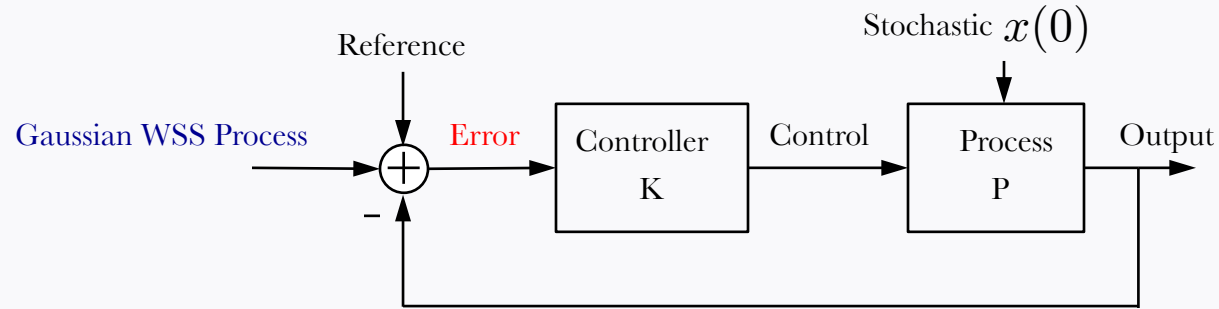 Stochastic x(0)
Reference
Gaussian WSS Process
Error
Controller
K
Control
Process
P
Output
+
−